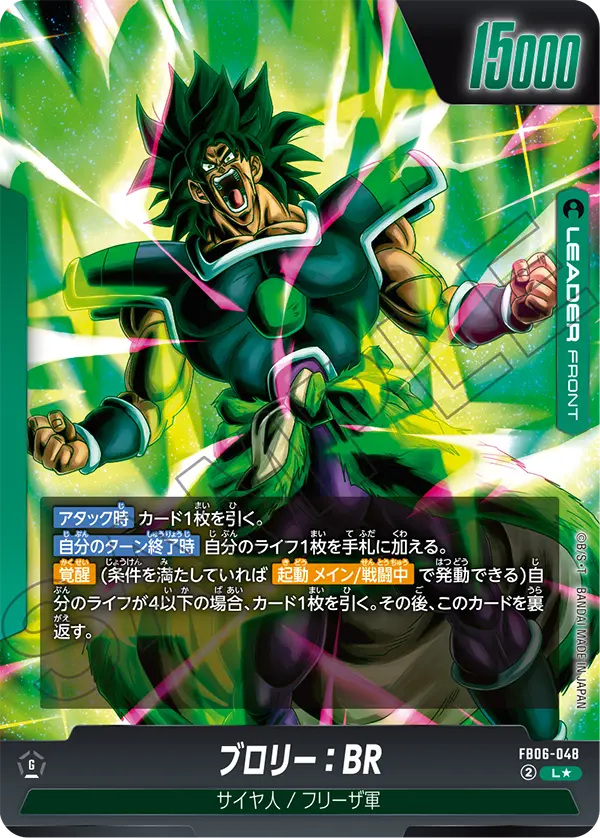 15000
LEADER FRONT
アタック時 カード1枚を引く。
自分のターン終了時 自分のライフ1枚を手札に加える。
覚醒 (条件を満たしていれば 起動メイン/戦闘中 で発動できる)自
分のライフが4以下の場合、カード1枚を引く。その後、このカードを裏
返す。
SAMPLE
©B/S・T BANDAI MADE IN JAPAN
G
ブロリー:BR
FB06-048
② L★
サイヤ人 / フリーザ軍